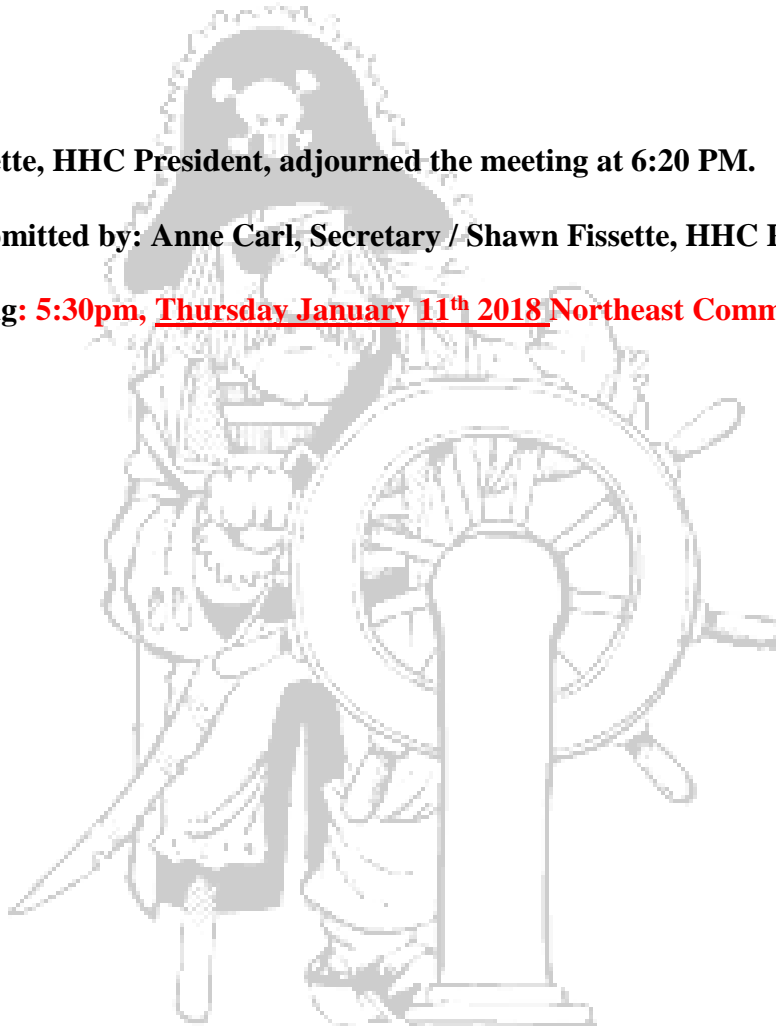 ette, HHC President, adjourned the meeting at 6:20 PM.
mitted by: Anne Carl, Secretary / Shawn Fissette, HHC
g: 5:30pm, Thursday January 11th 2018 Northeast Comm